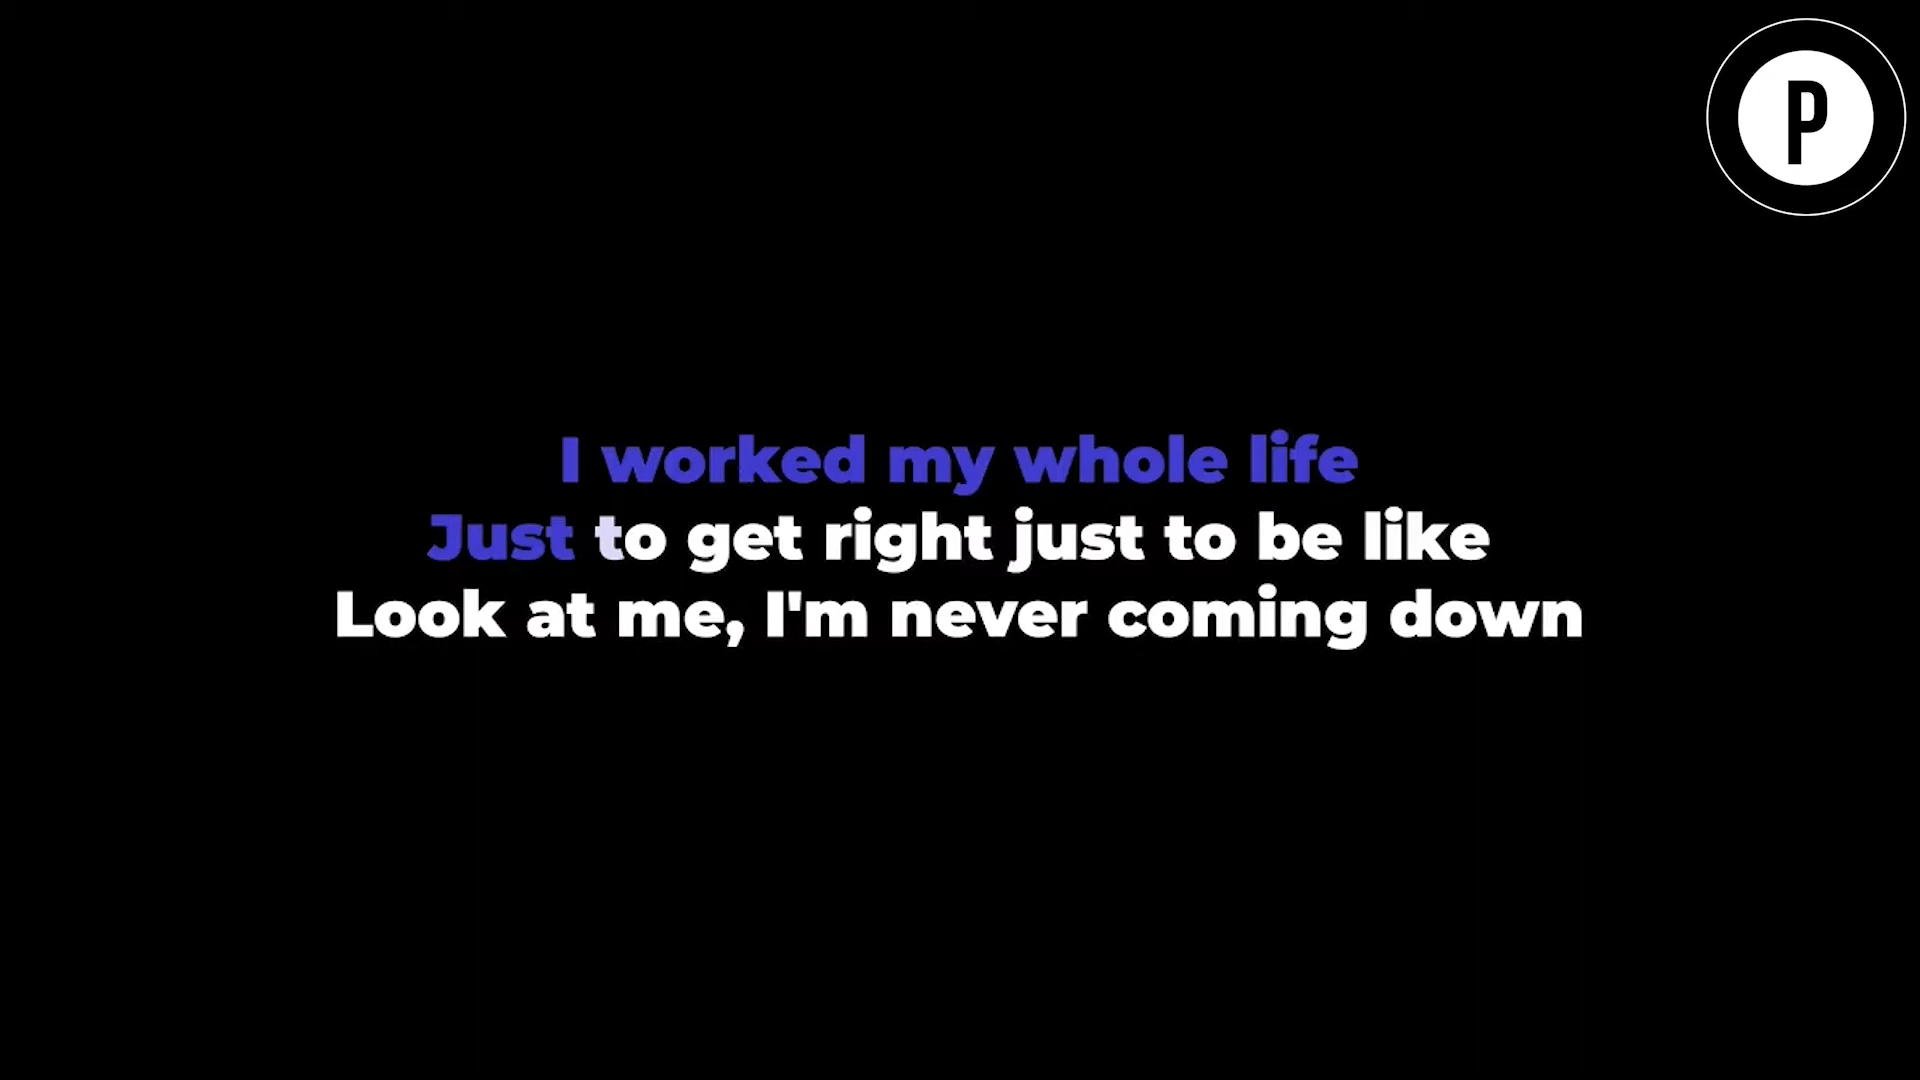 P
I worked my whole life
Just to get right just to be like
Look at me, I'm never coming down